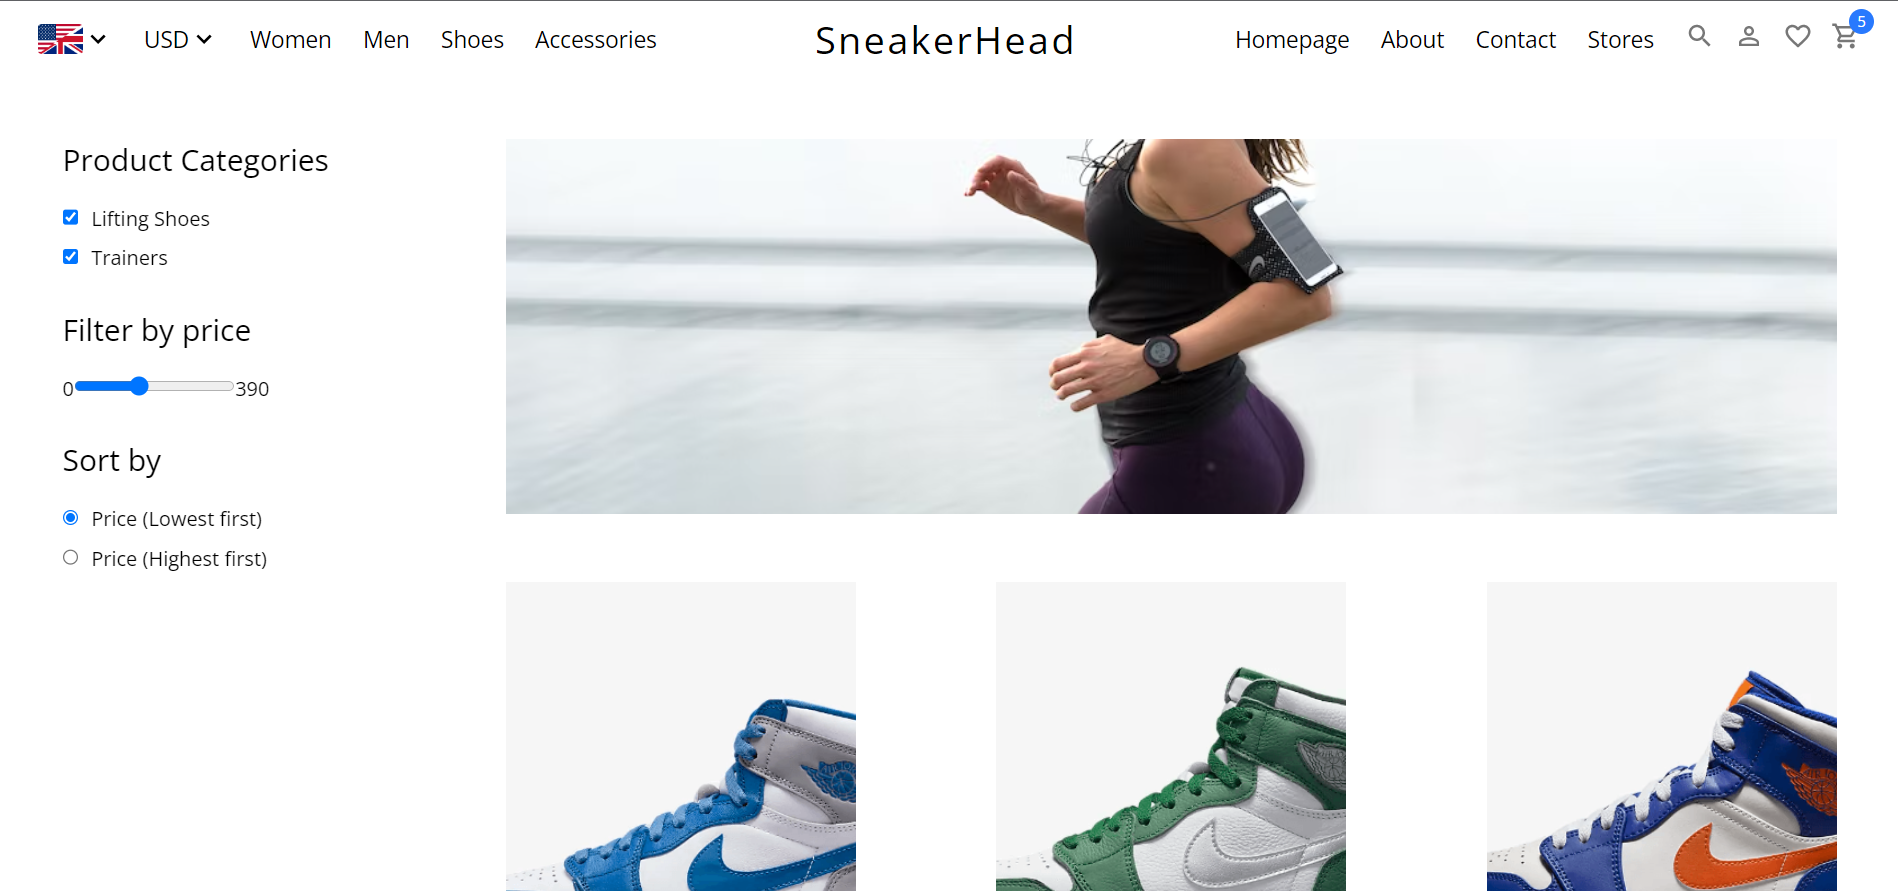 USD Women Men Shoes Accessories SneakerHead Homepage About Contact Stores 5
Product Categories
Lifting Shoes
Trainers
Filter by price
0 390
Sort by
Price (Lowest first)
Price (Highest first)